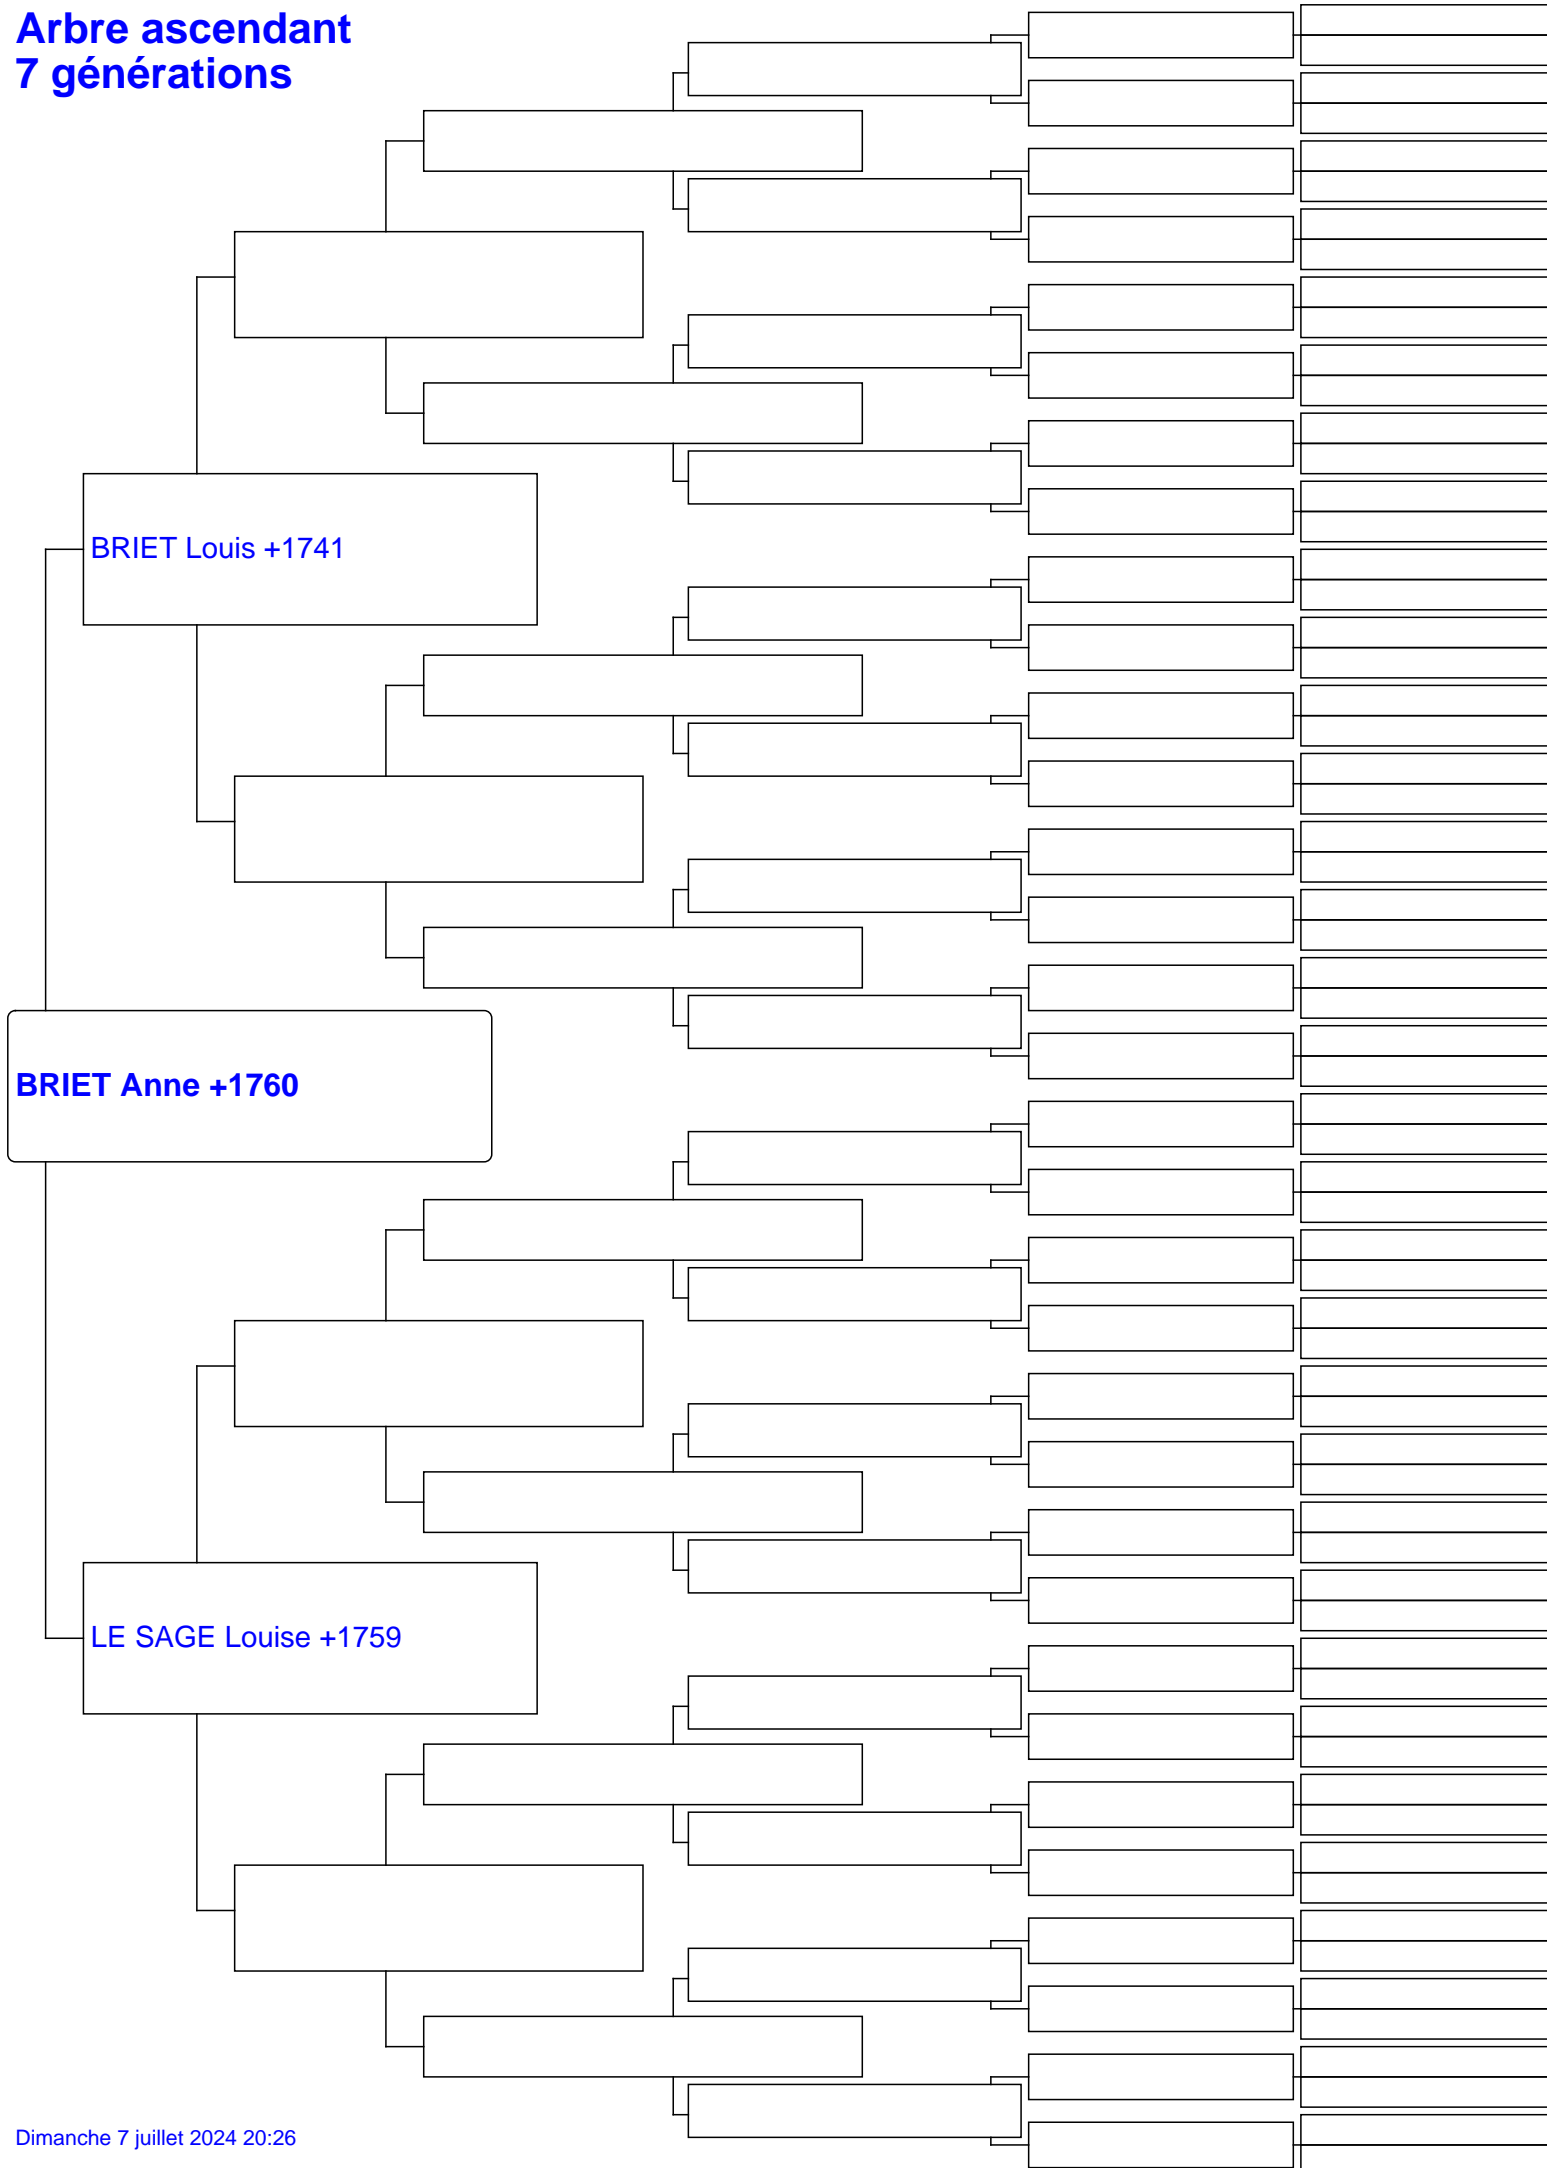 Arbre ascendant
7 générations
BRIET Louis +1741
BRIET Anne +1760
LE SAGE Louise +1759
Dimanche 7 juillet 2024 20:26